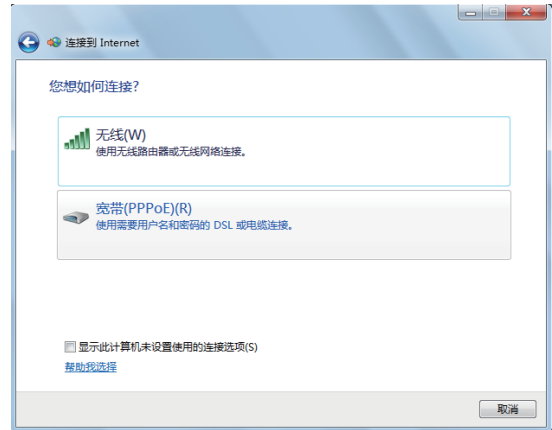 连接到 Internet
您想如何连接?
无线(W)
使用无线路由器或无线网络连接。
宽带(PPPoE)(R)
使用需要用户名和密码的 DSL 或电缆连接。
显示此计算机未设置使用的连接选项(S)
帮助我选择
取消